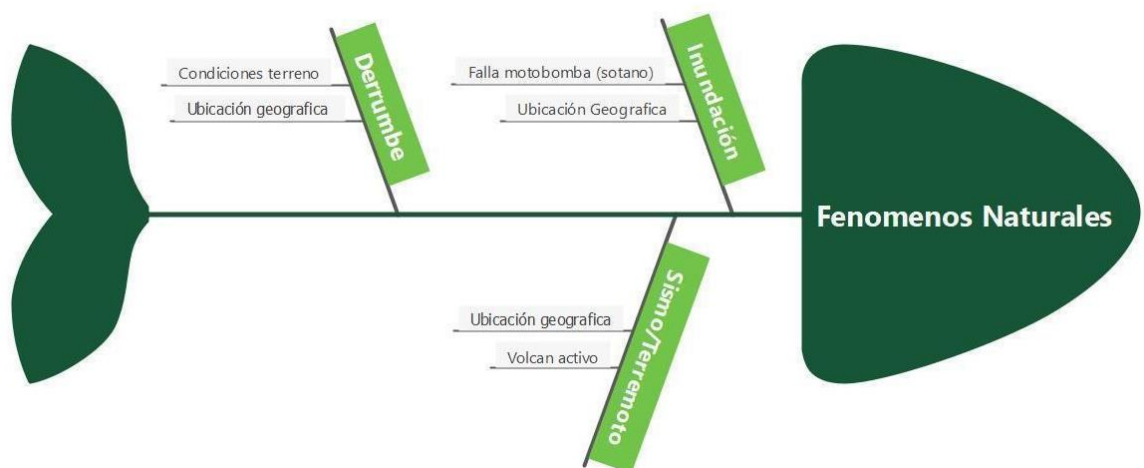 Derrumbe
Condiciones terreno
Ubicación geografica
Inundación
Falla motobomba (sotano)
Ubicación Geografica
Fenomenos Naturales
Sismo/Terremoto
Ubicación geografica
Volcan activo